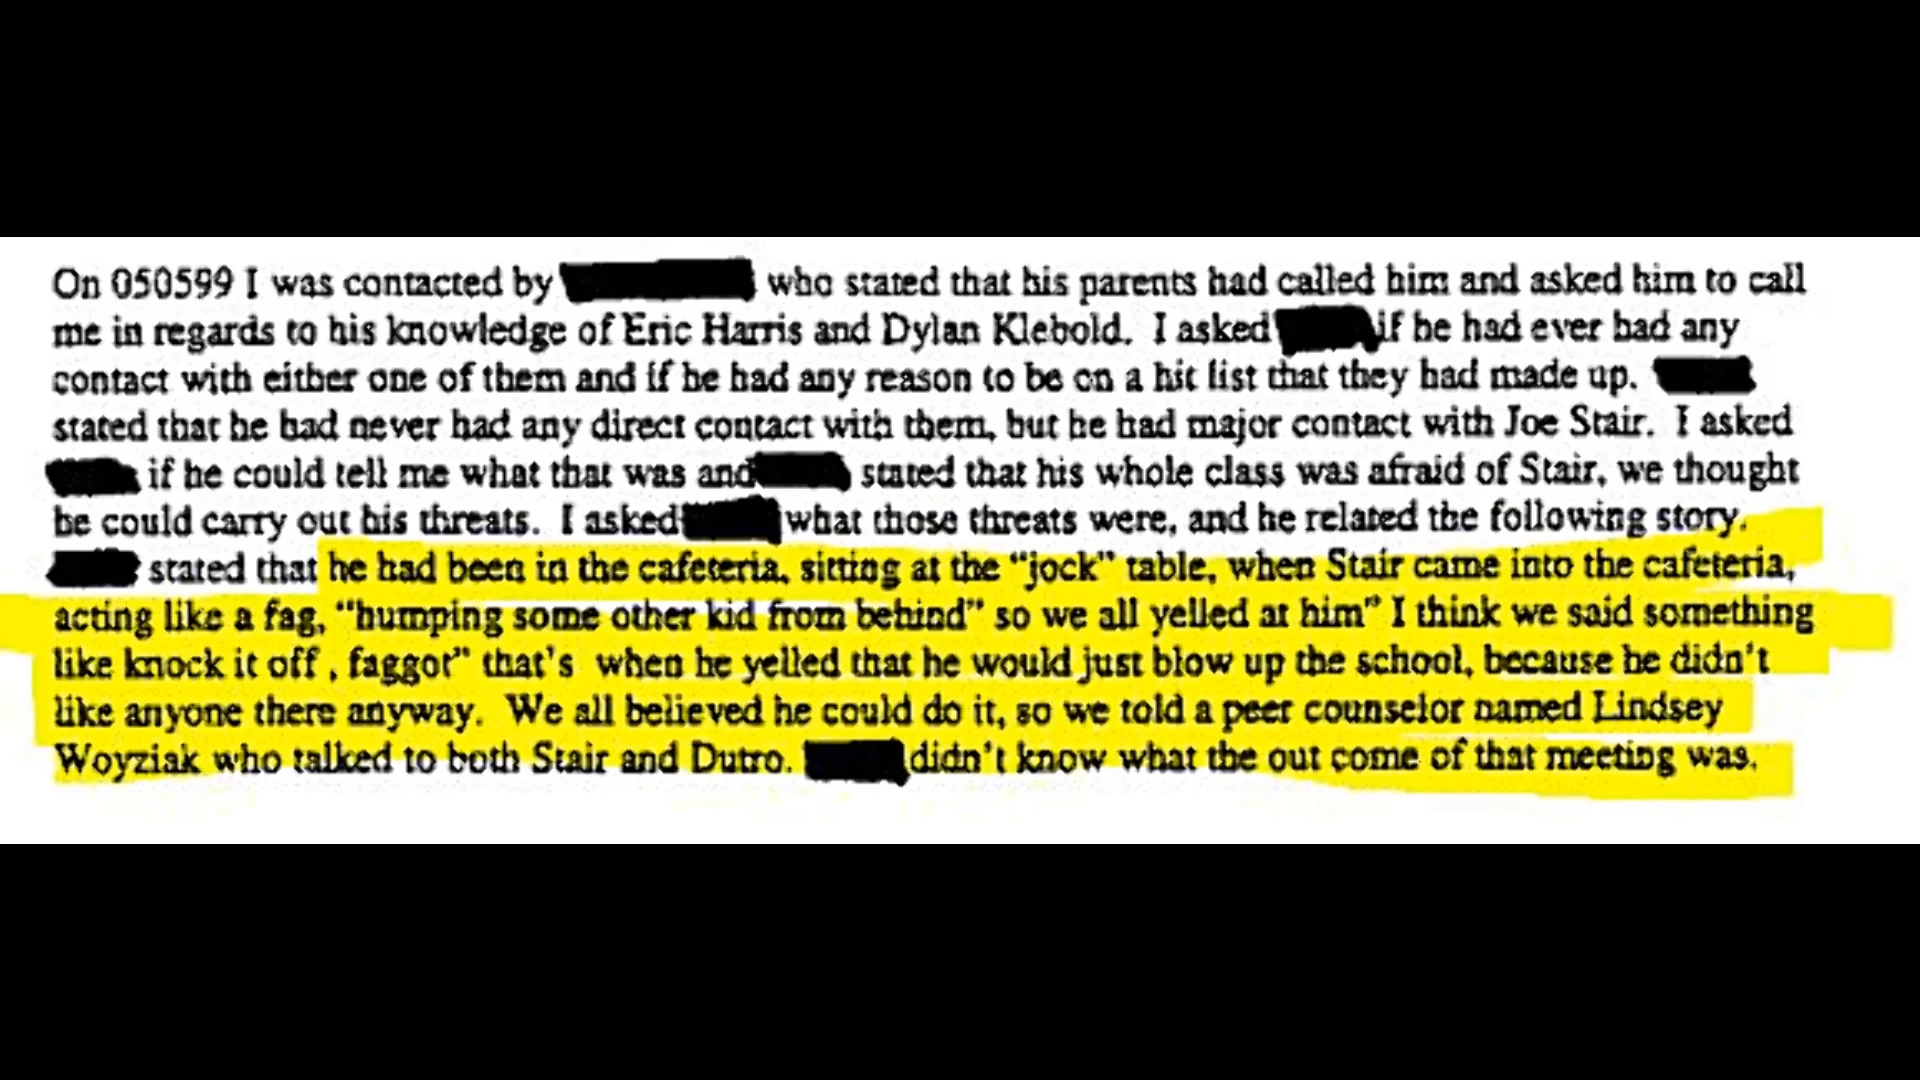 On 050599 I was contacted by who stated that his parents had called him and asked him to call
me in regards to his knowledge of Eric Harris and Dylan Klebold. I asked if he had ever had any
contact with either one of them and if he had any reason to be on a hit list that they had made up.
stated that he had never had any direct contact with them, but he had major contact with Joe Stair. I asked
if he could tell me what that was and stated that his whole class was afraid of Stair, we thought
he could carry out his threats. I asked what those threats were, and he related the following story.
stated that he had been in the cafeteria, sitting at the “jock” table, when Stair came into the cafeteria,
acting like a fag, “humping some other kid from behind” so we all yelled at him” I think we said something
like knock it off , faggot” that's when he yelled that he would just blow up the school, because he didn't
like anyone there anyway. We all believed he could do it, so we told a peer counselor named Lindsey
Woyziak who talked to both Stair and Dutro. didn't know what the out come of that meeting was.